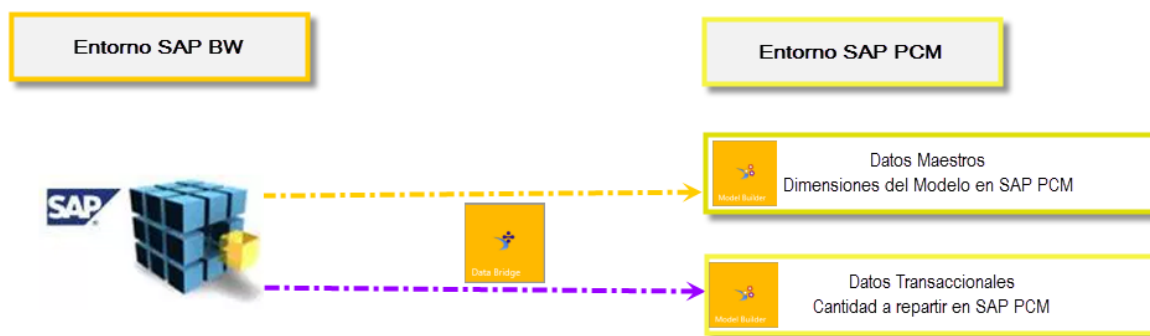 Entorno SAP BW
Entorno SAP PCM
SAP
®
Data Bridge
Model Builder
Datos Maestros
Dimensiones del Modelo en SAP PCM
Model Builder
Datos Transaccionales
Cantidad a repartir en SAP PCM